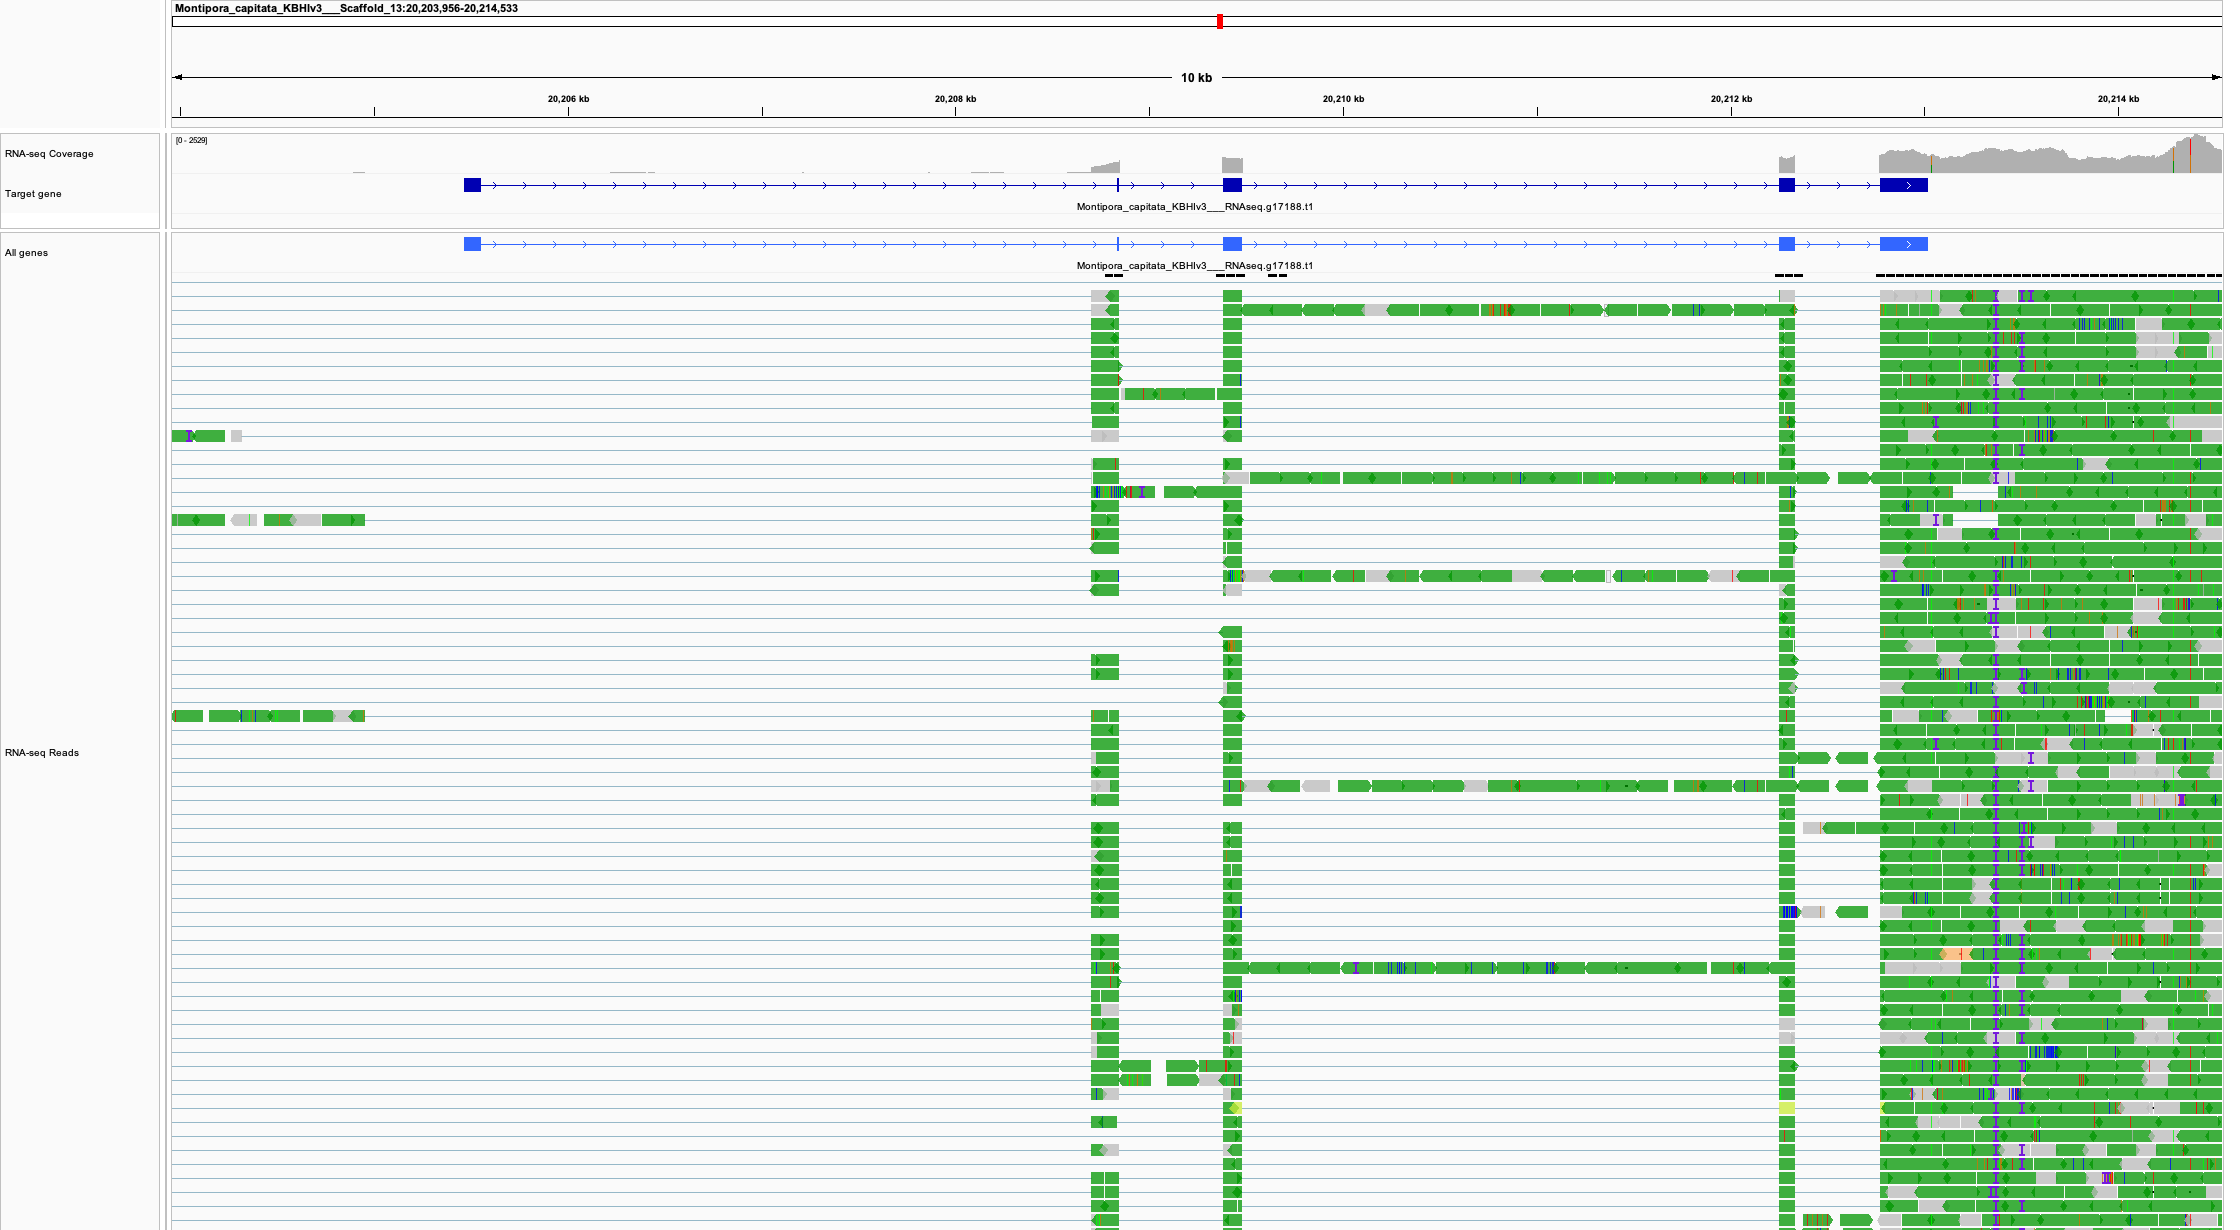 Montipora_capitata_KBHIv3___Scaffold_13:20,203,956-20,214,533
10 kb
20,206 kb 20,208 kb 20,210 kb 20,212 kb 20,214 kb
[0 - 2529]
RNA-seq Coverage
Target gene
Montipora_capitata_KBHIv3___RNAseq.g17188.t1
All genes
Montipora_capitata_KBHIv3___RNAseq.g17188.t1
RNA-seq Reads